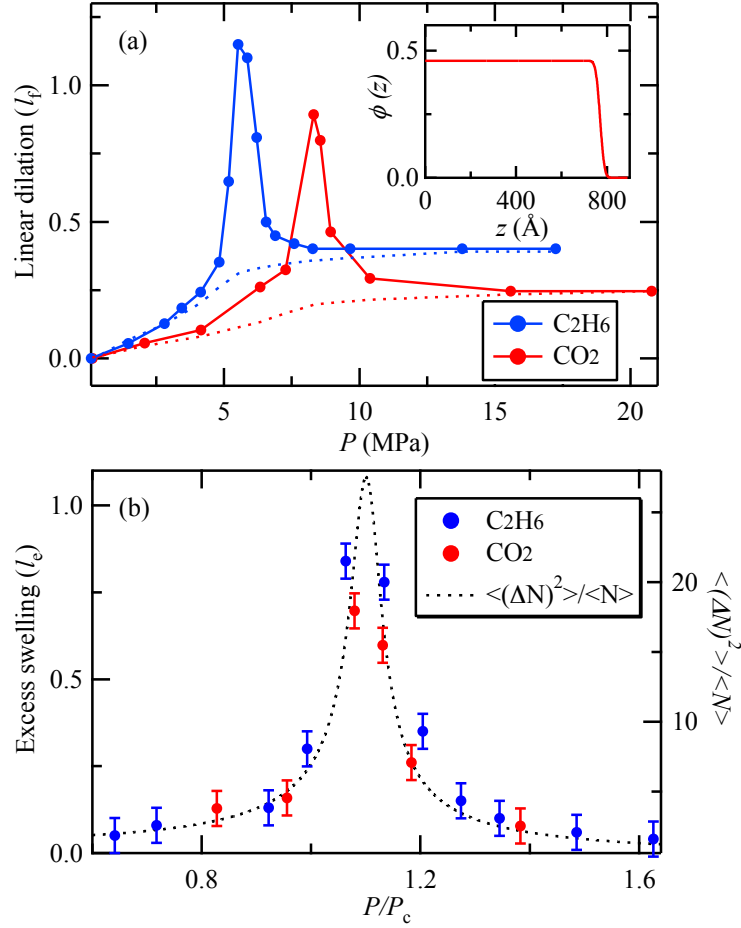 (a)
Linear dilation (lf)
1.0
0.5
0.0
5
10
15
20
P (MPa)
ϕ (z)
0.5
0.0
0
400
800
z (Å)
C2H6
CO2
(b)
Excess swelling (le)
1.0
0.5
0.0
0.8
1.2
1.6
P/Pc
C2H6
CO2
<(ΔN)²>/<N>
20
10
<(ΔN)²>/<N>